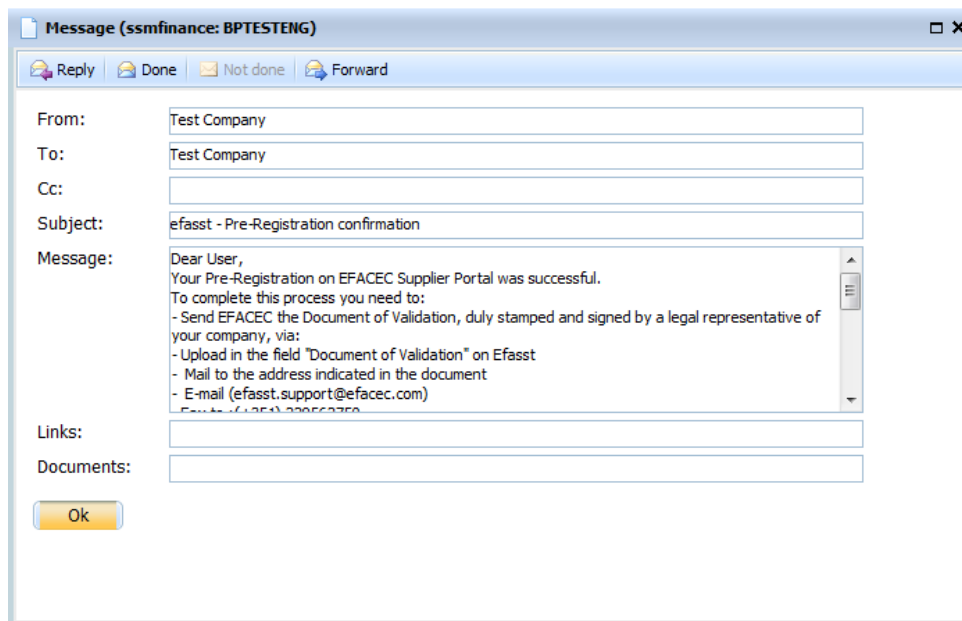 Message (ssmfinance: BPTESTENG)
Reply Done Not done Forward
From: Test Company
To: Test Company
Cc:
Subject: efasst - Pre-Registration confirmation
Message: Dear User,
Your Pre-Registration on EFACEC Supplier Portal was successful.
To complete this process you need to:
- Send EFACEC the Document of Validation, duly stamped and signed by a legal representative of
your company, via:
- Upload in the field "Document of Validation" on Efasst
- Mail to the address indicated in the document
- E-mail (efasst.support@efacec.com)
Links:
Documents:
Ok